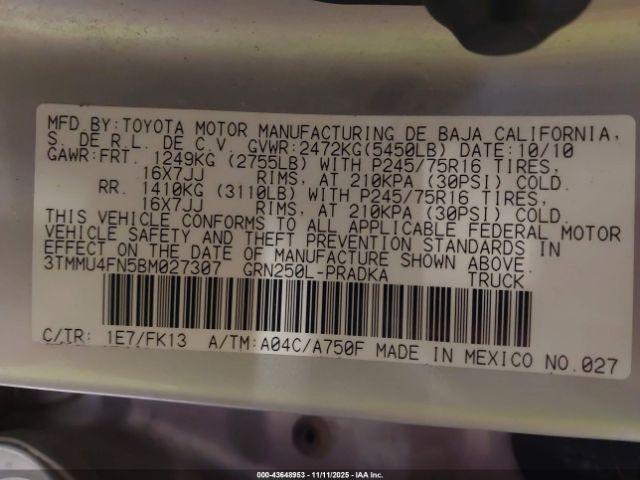 MFD BY:TOYOTA MOTOR MANUFACTURING DE BAJA CALIFORNIA,
S. DE R.L. DE C.V. GVWR:2472KG(5450LB) DATE:10/10
GAWR:FRT. 1249KG (2755LB) WITH P245/75R16 TIRES,
16X7JJ RIMS, AT 210KPA (30PSI) COLD.
RR. 1410KG (3110LB) WITH P245/75R16 TIRES,
16X7JJ RIMS, AT 210KPA (30PSI) COLD.
THIS VEHICLE CONFORMS TO ALL APPLICABLE FEDERAL MOTOR
VEHICLE SAFETY AND THEFT PREVENTION STANDARDS IN
EFFECT ON THE DATE OF MANUFACTURE SHOWN ABOVE.
3TMMU4FN5BM027307 GRN250L-PRADKA TRUCK
C/TR: 1E7/FK13 A/TM:A04C/A750F MADE IN MEXICO NO.027
000-43648953 - 11/11/2025 - IAA Inc.